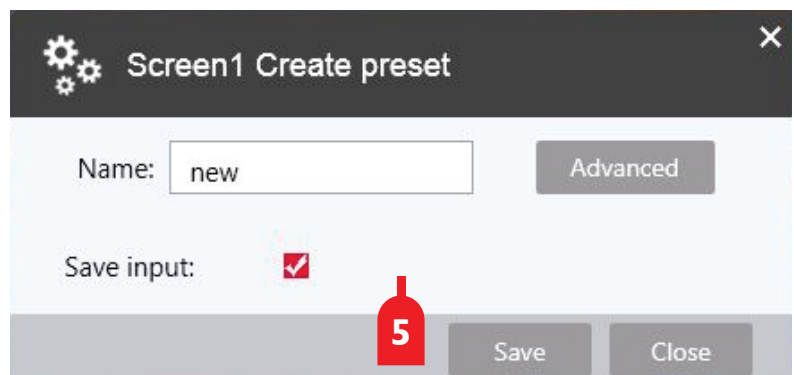 Screen1 Create preset
Name: new Advanced
Save input:
5
Save Close